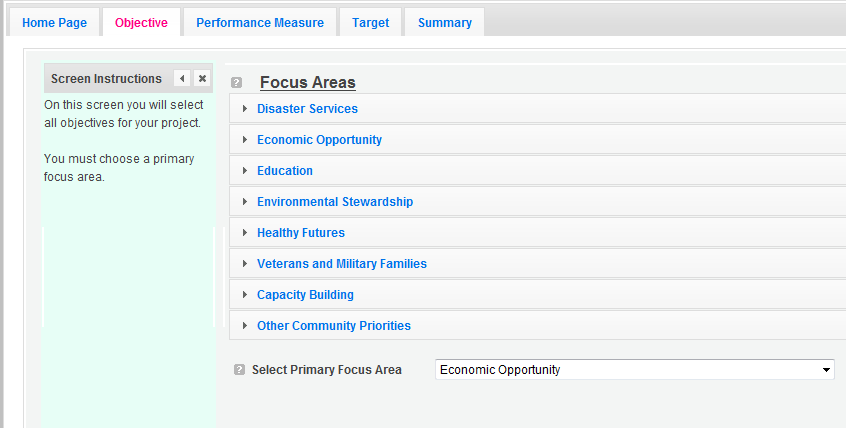 Home Page Objective Performance Measure Target Summary
Screen Instructions
On this screen you will select
all objectives for your project.
You must choose a primary
focus area.
? Focus Areas
Disaster Services
Economic Opportunity
Education
Environmental Stewardship
Healthy Futures
Veterans and Military Families
Capacity Building
Other Community Priorities
? Select Primary Focus Area Economic Opportunity